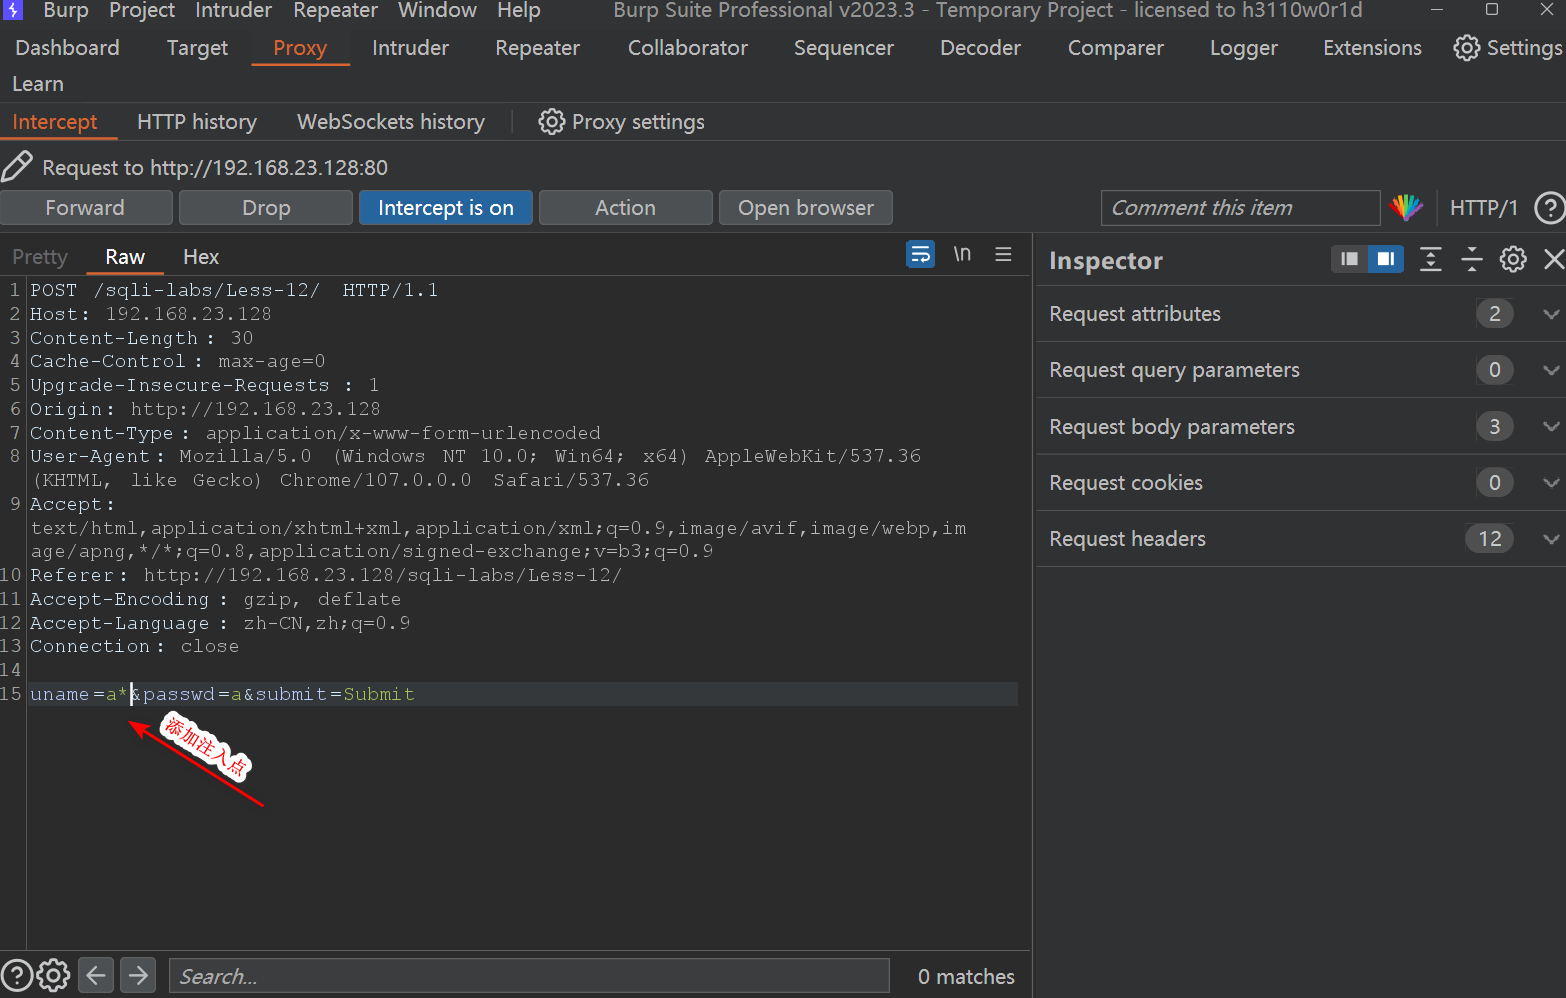 Burp Project Intruder Repeater Window Help Burp Suite Professional v2023.3 - Temporary Project - licensed to h3110w0r1d
Dashboard Target Proxy Intruder Repeater Collaborator Sequencer Decoder Comparer Logger Extensions Settings
Learn
Intercept HTTP history WebSockets history Proxy settings
Request to http://192.168.23.128:80
Forward Drop Intercept is on Action Open browser Comment this item HTTP/1
Pretty Raw Hex \n
Inspector
Request attributes 2
Request query parameters 0
Request body parameters 3
Request cookies 0
Request headers 12
1 POST /sqli-labs/Less-12/ HTTP/1.1
2 Host: 192.168.23.128
3 Content-Length: 30
4 Cache-Control: max-age=0
5 Upgrade-Insecure-Requests: 1
6 Origin: http://192.168.23.128
7 Content-Type: application/x-www-form-urlencoded
8 User-Agent: Mozilla/5.0 (Windows NT 10.0; Win64; x64) AppleWebKit/537.36
(KHTML, like Gecko) Chrome/107.0.0.0 Safari/537.36
9 Accept:
text/html,application/xhtml+xml,application/xml;q=0.9,image/avif,image/webp,im
age/apng,*/*;q=0.8,application/signed-exchange;v=b3;q=0.9
10 Referer: http://192.168.23.128/sqli-labs/Less-12/
11 Accept-Encoding: gzip, deflate
12 Accept-Language: zh-CN,zh;q=0.9
13 Connection: close
14
15 uname=a*&passwd=a&submit=Submit
添加注入点
Search... 0 matches